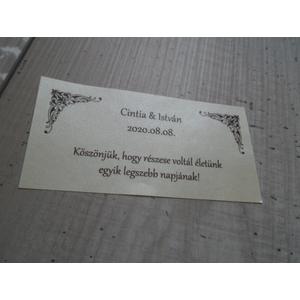 Cintia & István
2020.08.08.
Köszönjük, hogy részese voltál életünk
egyik legszebb napjának!